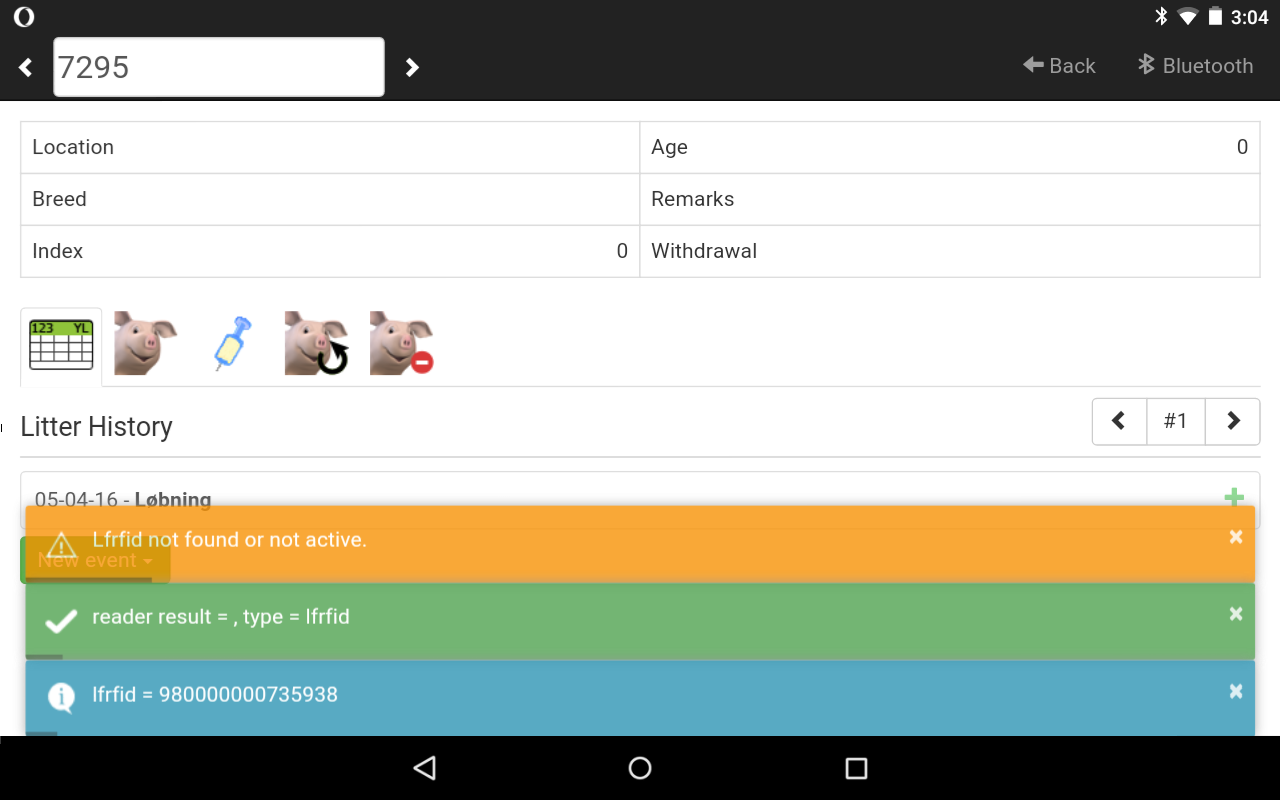 3:04
7295
Back
Bluetooth
Location
Age 0
Breed
Remarks
Index 0
Withdrawal
123 YL
Litter History
#1
05-04-16 - Løbning
Lfrfid not found or not active.
New event
reader result = , type = lfrfid
lfrfid = 980000000735938